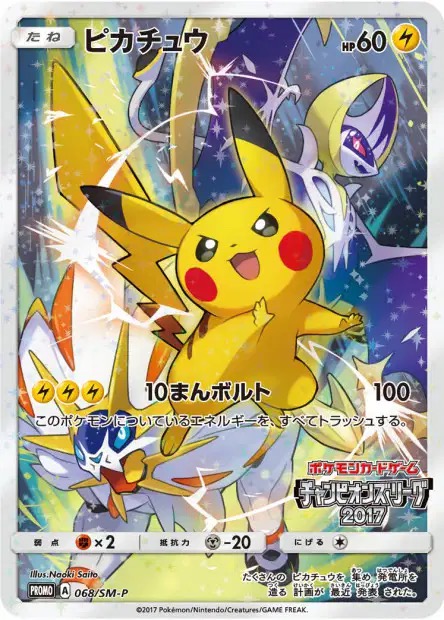 たね ピカチュウ HP60
10まんボルト 100
このポケモンについているエネルギーを、すべてトラッシュする。
ポケモンカードゲーム
チャンピオンズリーグ
2017
弱点 ×2 抵抗力 -20 にげる
Illus.Naoki Saito
PROMO A 068/SM-P
たくさんの ピカチュウを 集め 発電所を
造る 計画が 最近 発表 された。
©2017 Pokémon/Nintendo/Creatures/GAME FREAK.